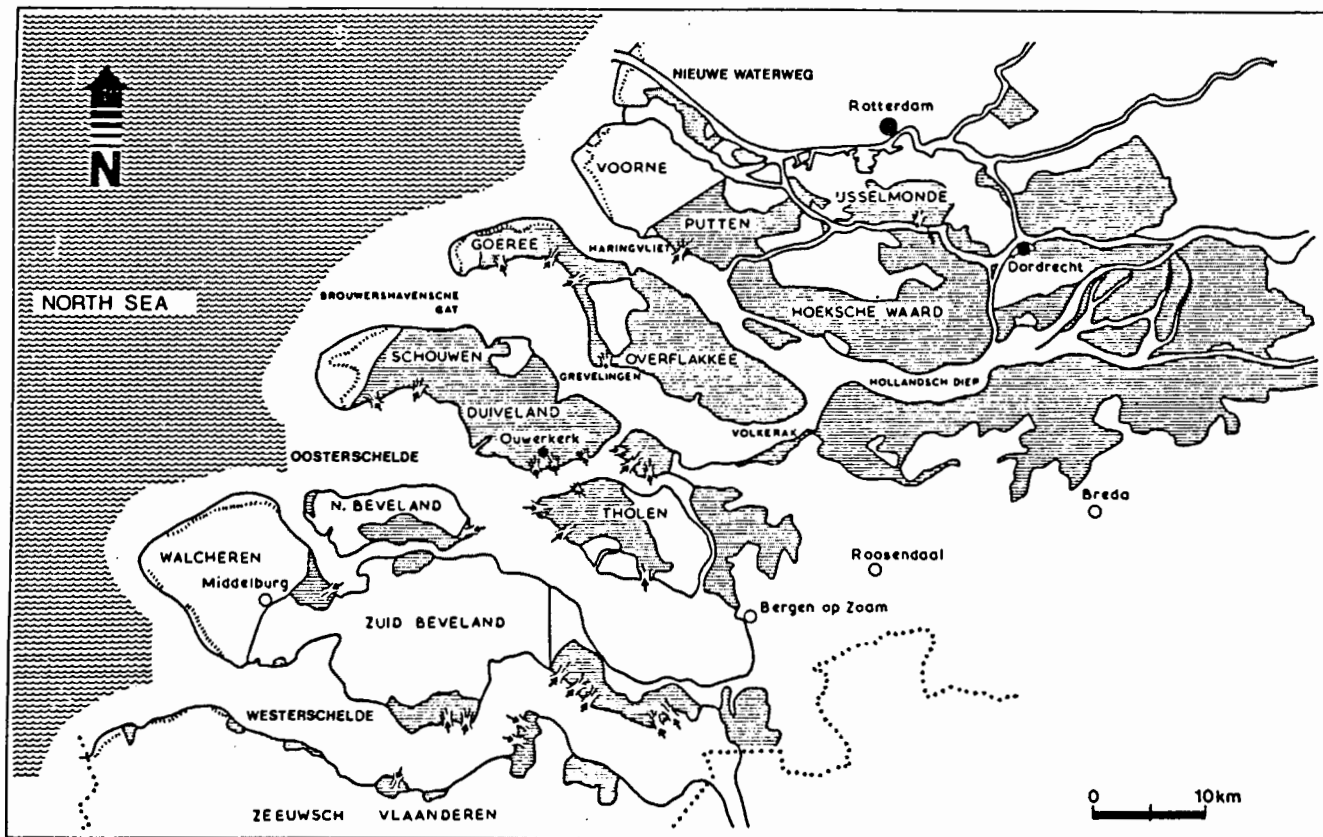 NIEUWE WATERWEG
Rotterdam
N
VOORNE
IJSSELMONDE
PUTTEN
GOEREE
HARINGVLIET
Dordrecht
NORTH SEA
BROUWERSHAVENSCHE
GAT
HOEKSCHE WAARD
SCHOUWEN
OVERFLAKKEE
GREVELINGEN
HOLLANDSCH DIEP
DUIVELAND
VOLKERAK
Ouwerkerk
OOSTERSCHELDE
N. BEVELAND
THOLEN
Breda
WALCHEREN
Roosendaal
Middelburg
Bergen op Zoom
ZUID BEVELAND
WESTERSCHELDE
0 10km
ZEEUWSCH VLAANDEREN